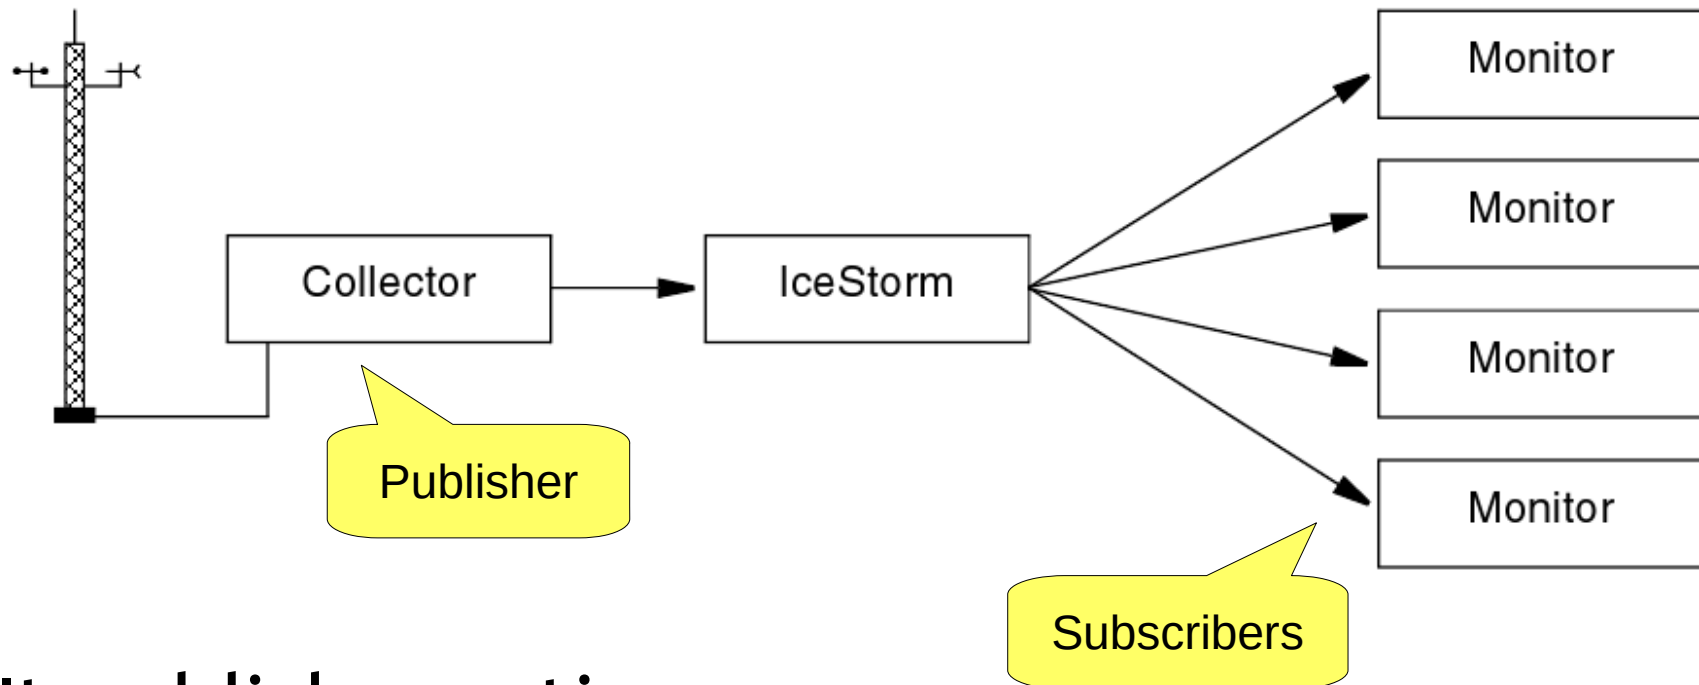 Monitor
Monitor
Collector
IceStorm
Monitor
Publisher
Monitor
Subscribers